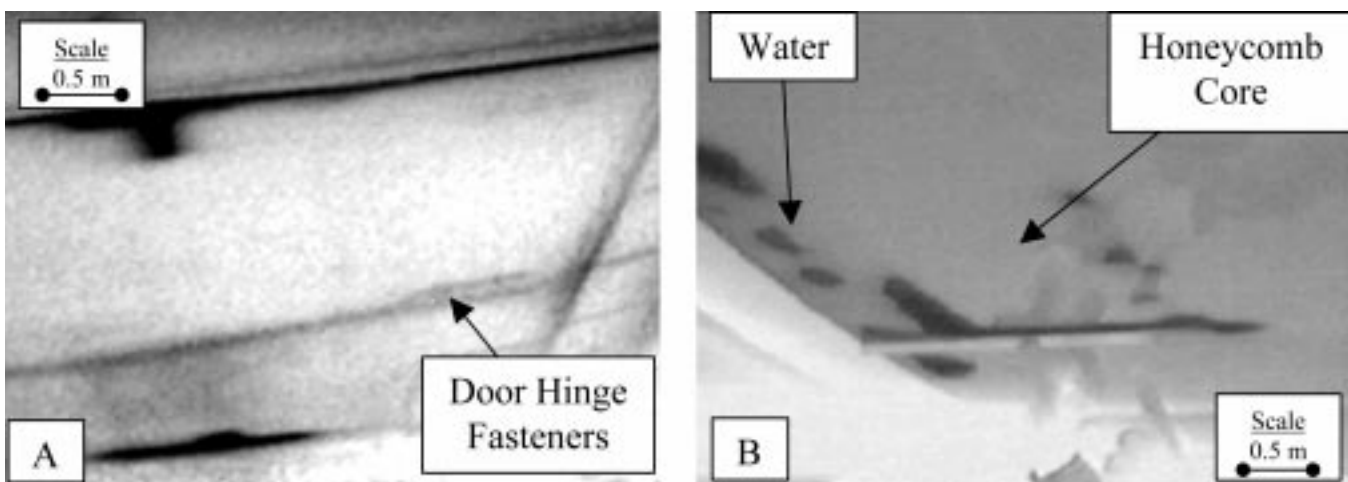 Scale
0.5 m
Door Hinge
Fasteners
A
Water
Honeycomb
Core
B
Scale
0.5 m